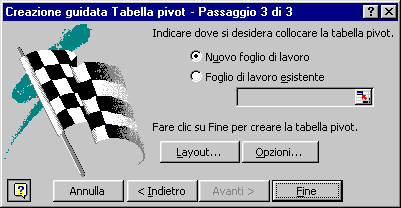 Creazione guidata Tabella pivot - Passaggio 3 di 3
Indicare dove si desidera collocare la tabella pivot.
Nuovo foglio di lavoro
Foglio di lavoro esistente
Fare clic su Fine per creare la tabella pivot.
Layout... Opzioni...
? Annulla < Indietro Avanti > Fine